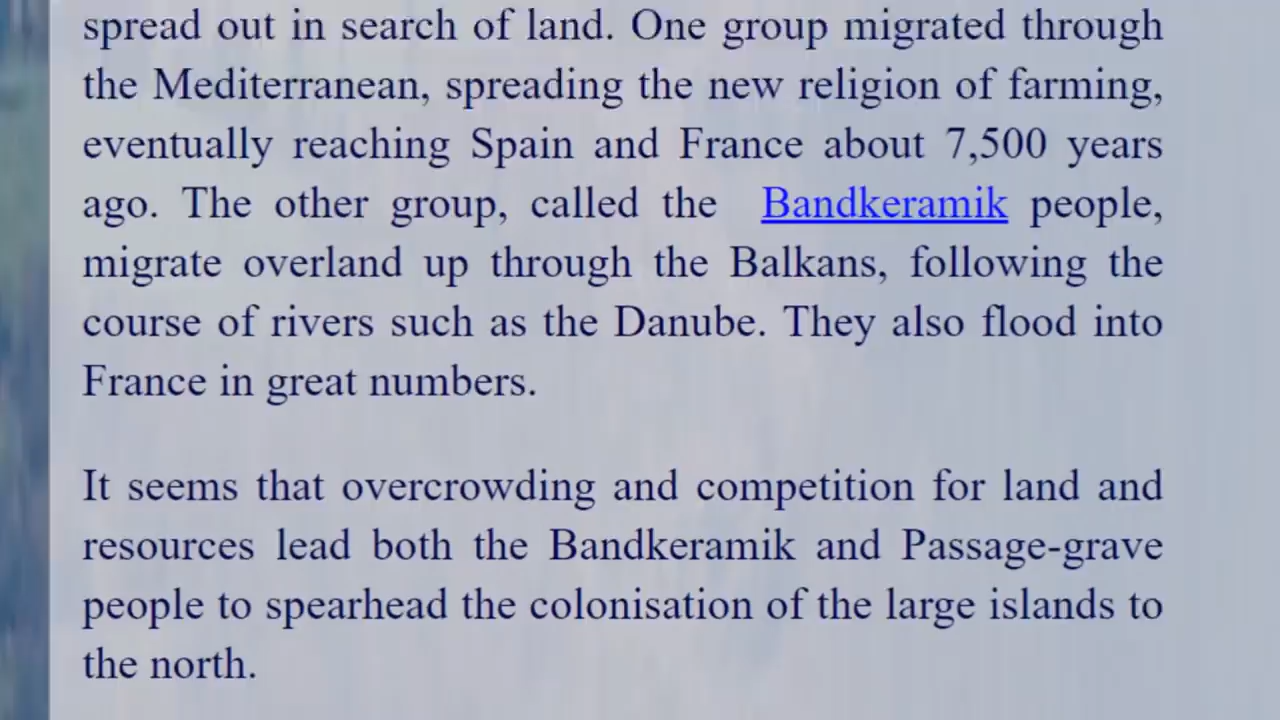 spread out in search of land. One group migrated through
the Mediterranean, spreading the new religion of farming,
eventually reaching Spain and France about 7,500 years
ago. The other group, called the Bandkeramik people,
migrate overland up through the Balkans, following the
course of rivers such as the Danube. They also flood into
France in great numbers.
It seems that overcrowding and competition for land and
resources lead both the Bandkeramik and Passage-grave
people to spearhead the colonisation of the large islands to
the north.